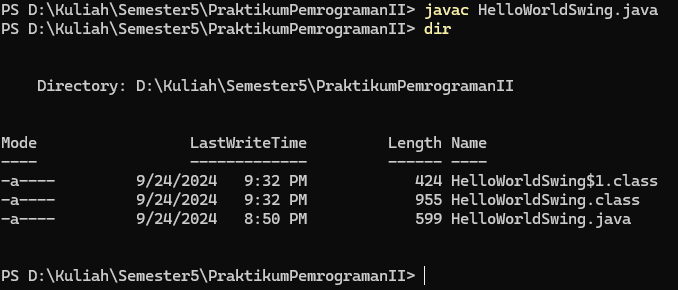 PS D:\Kuliah\Semester5\PraktikumPemrogramanII> javac HelloWorldSwing.java
PS D:\Kuliah\Semester5\PraktikumPemrogramanII> dir
Directory: D:\Kuliah\Semester5\PraktikumPemrogramanII
Mode LastWriteTime Length Name
---- ------------- ------ ----
-a---- 9/24/2024 9:32 PM 424 HelloWorldSwing$1.class
-a---- 9/24/2024 9:32 PM 955 HelloWorldSwing.class
-a---- 9/24/2024 8:50 PM 599 HelloWorldSwing.java
PS D:\Kuliah\Semester5\PraktikumPemrogramanII>